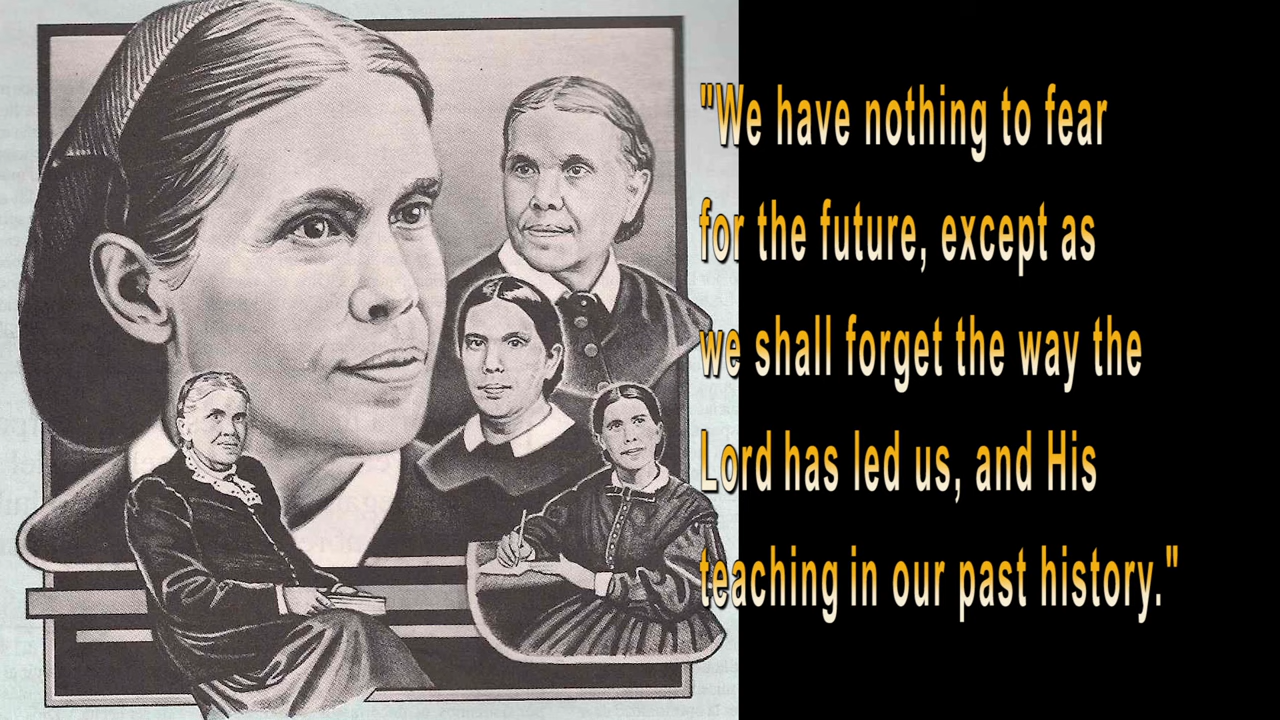 "We have nothing to fear
for the future, except as
we shall forget the way the
Lord has led us, and His
teaching in our past history."